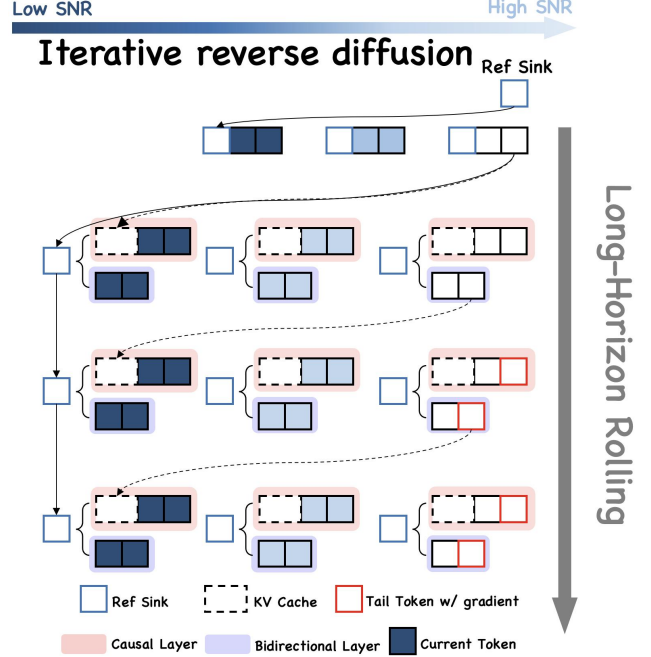 Low SNR
High SNR
Iterative reverse diffusion
Ref Sink
Long-Horizon Rolling
Ref Sink
KV Cache
Tail Token w/ gradient
Causal Layer
Bidirectional Layer
Current Token